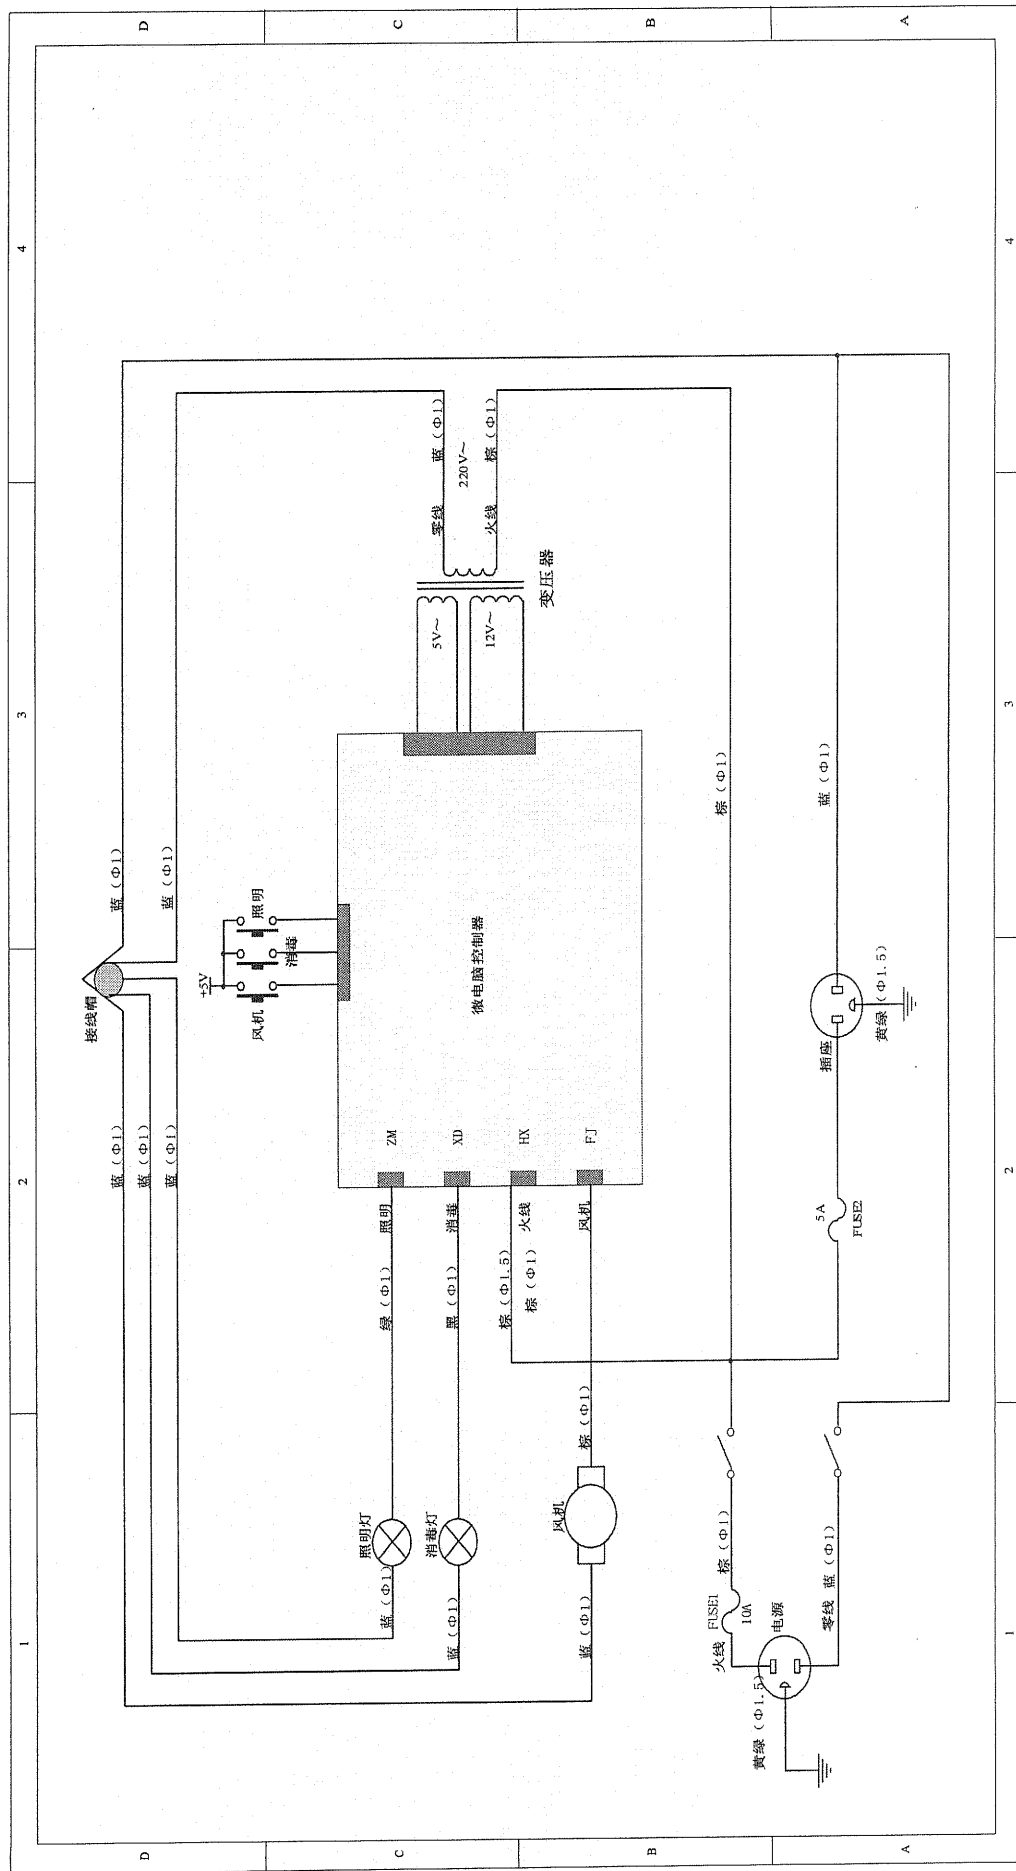 D
C
B
A
4
4
蓝（Φ1）
棕（Φ1）
220V~
零线
火线
变压器
5V~
12V~
3
3
棕（Φ1）
蓝（Φ1）
蓝（Φ1）
蓝（Φ1）
照明
消毒
风机
+5V
接线帽
微电脑控制器
插座
黄绿（Φ1.5）
ZM
XD
HX
FJ
2
2
蓝（Φ1）
蓝（Φ1）
蓝（Φ1）
照明
消毒
火线
风机
5A
FUSE2
绿（Φ1）
黑（Φ1）
棕（Φ1.5）
棕（Φ1）
棕（Φ1）
照明灯
消毒灯
风机
棕（Φ1）
蓝（Φ1）
零线
FUSE1
10A
电源
火线
蓝（Φ1）
蓝（Φ1）
蓝（Φ1）
1
1
黄绿（Φ1.5）
D
C
B
A